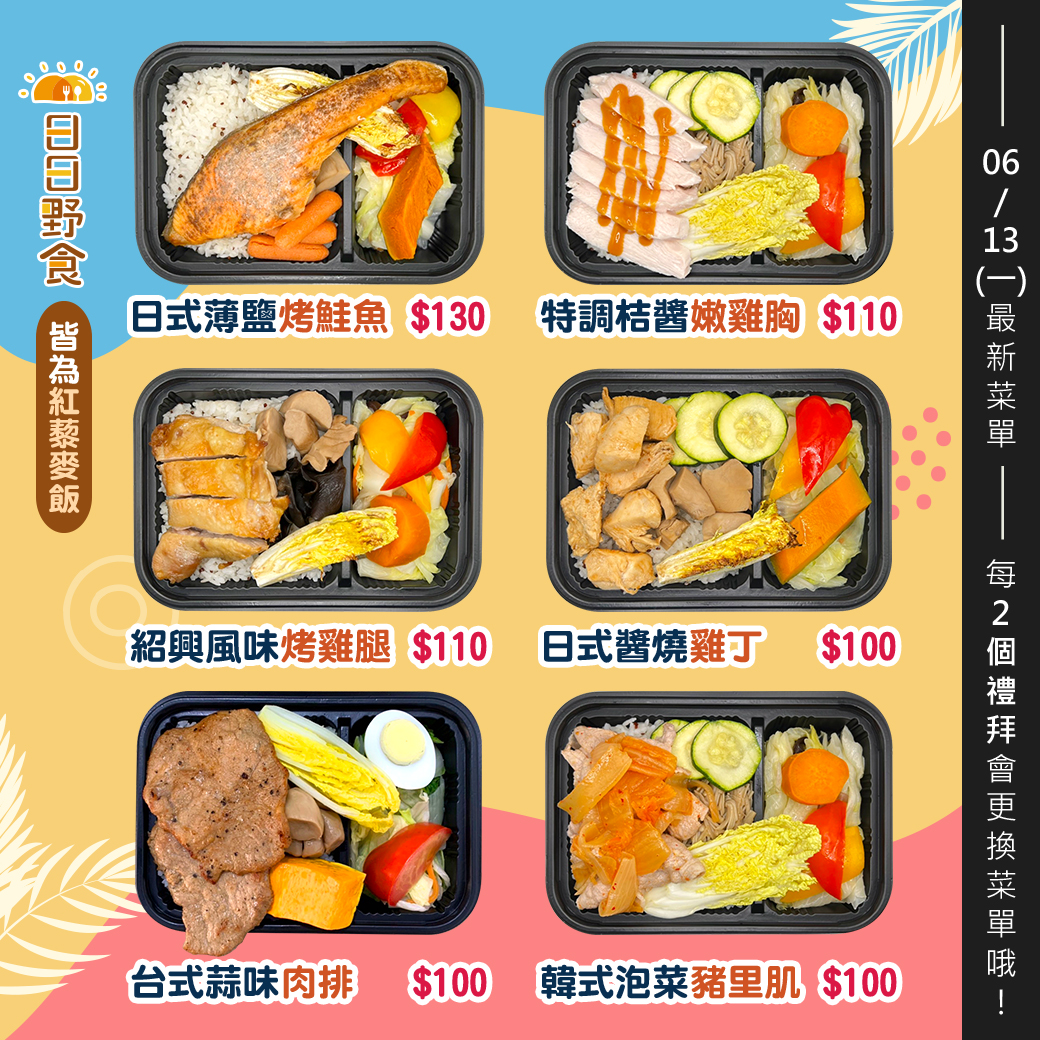 日日野食
皆為紅藜麥飯
日式薄鹽烤鮭魚 $130
特調桔醬嫩雞胸 $110
紹興風味烤雞腿 $110
日式醬燒雞丁 $100
台式蒜味肉排 $100
韓式泡菜豬里肌 $100
06/13(一)最新菜單
每2個禮拜會更換菜單哦！